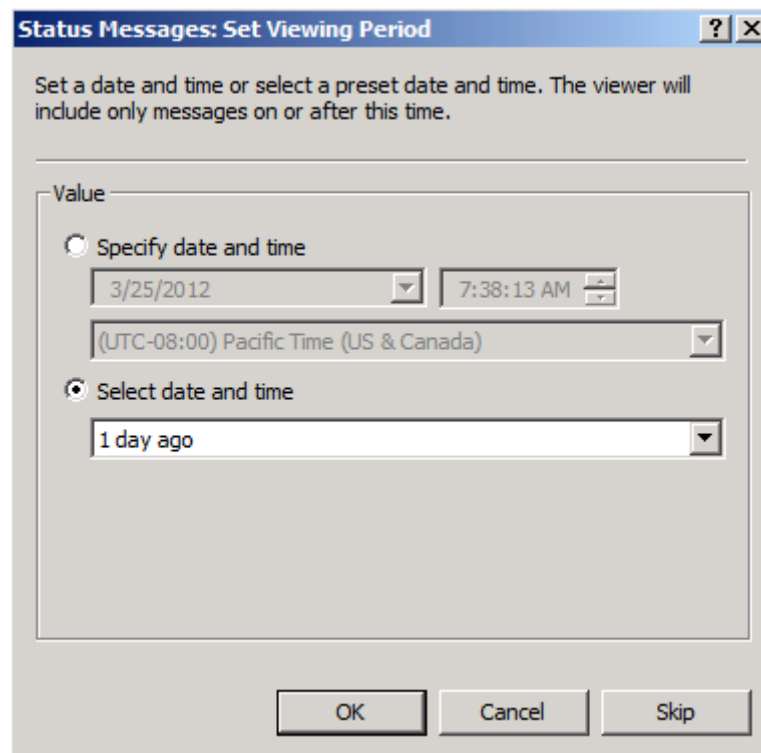 Status Messages: Set Viewing Period
Set a date and time or select a preset date and time. The viewer will
include only messages on or after this time.
Value
Specify date and time
3/25/2012 7:38:13 AM
(UTC-08:00) Pacific Time (US & Canada)
Select date and time
1 day ago
OK Cancel Skip